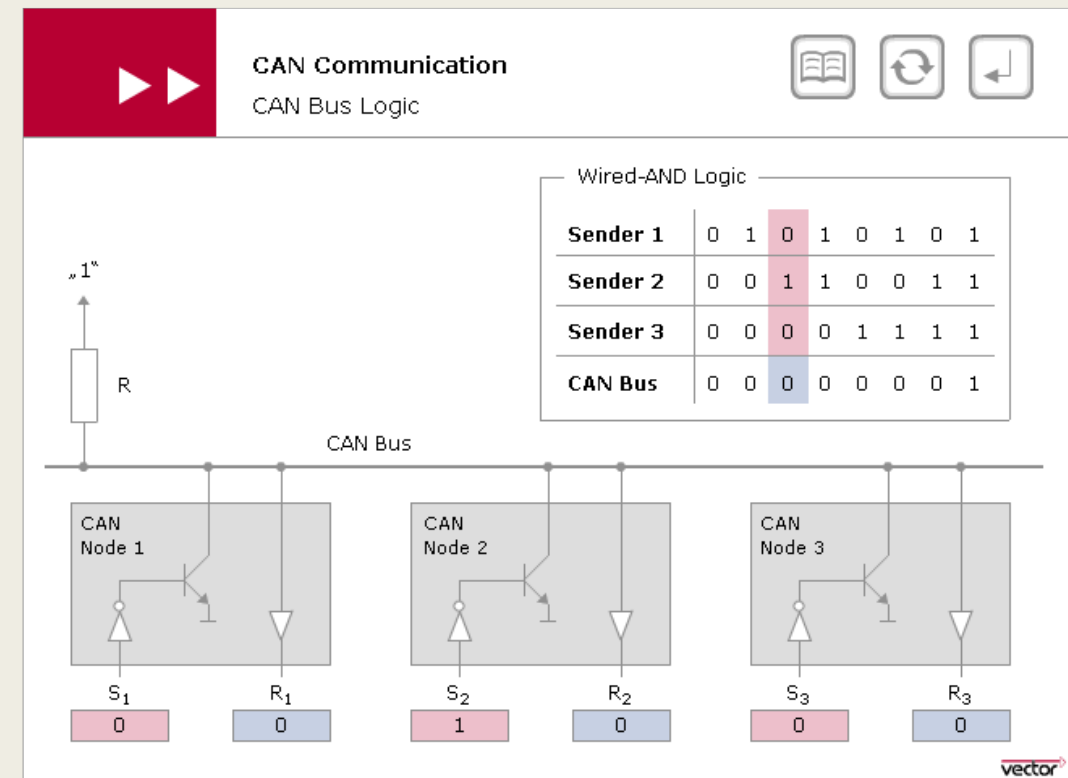 CAN Communication
CAN Bus Logic
Wired-AND Logic
Sender 1 0 1 0 1 0 1 0 1
Sender 2 0 0 1 1 0 0 1 1
Sender 3 0 0 0 0 1 1 1 1
CAN Bus 0 0 0 0 0 0 0 1
„1“
R
CAN Bus
CAN
Node 1
CAN
Node 2
CAN
Node 3
S1 R1 S2 R2 S3 R3
0 0 1 0 0 0
vector